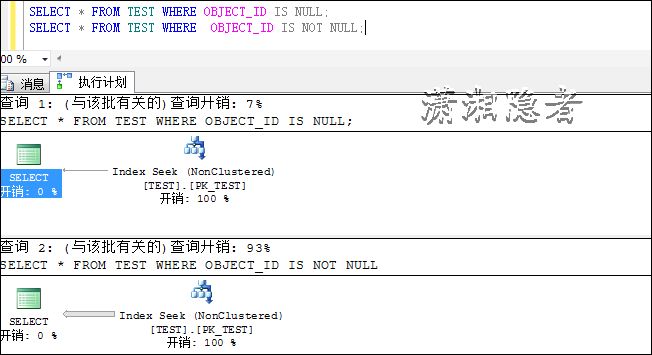 SELECT * FROM TEST WHERE OBJECT_ID IS NULL;
SELECT * FROM TEST WHERE  OBJECT_ID IS NOT NULL;
00 %
消息
执行计划
查询 1: (与该批有关的)查询开销: 7%
SELECT * FROM TEST WHERE OBJECT_ID IS NULL;
潇湘隐者
SELECT
开销: 0 %
Index Seek (NonClustered)
[TEST].[PK_TEST]
开销: 100 %
查询 2: (与该批有关的)查询开销: 93%
SELECT * FROM TEST WHERE OBJECT_ID IS NOT NULL
SELECT
开销: 0 %
Index Seek (NonClustered)
[TEST].[PK_TEST]
开销: 100 %